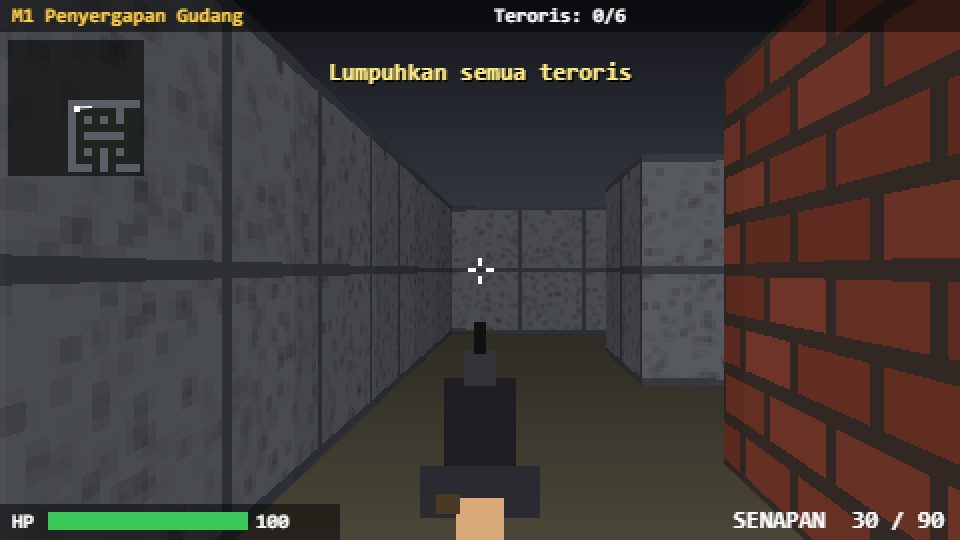 M1 Penyergapan Gudang
Teroris: 0/6
Lumpuhkan semua teroris
HP 100
SENAPAN 30 / 90